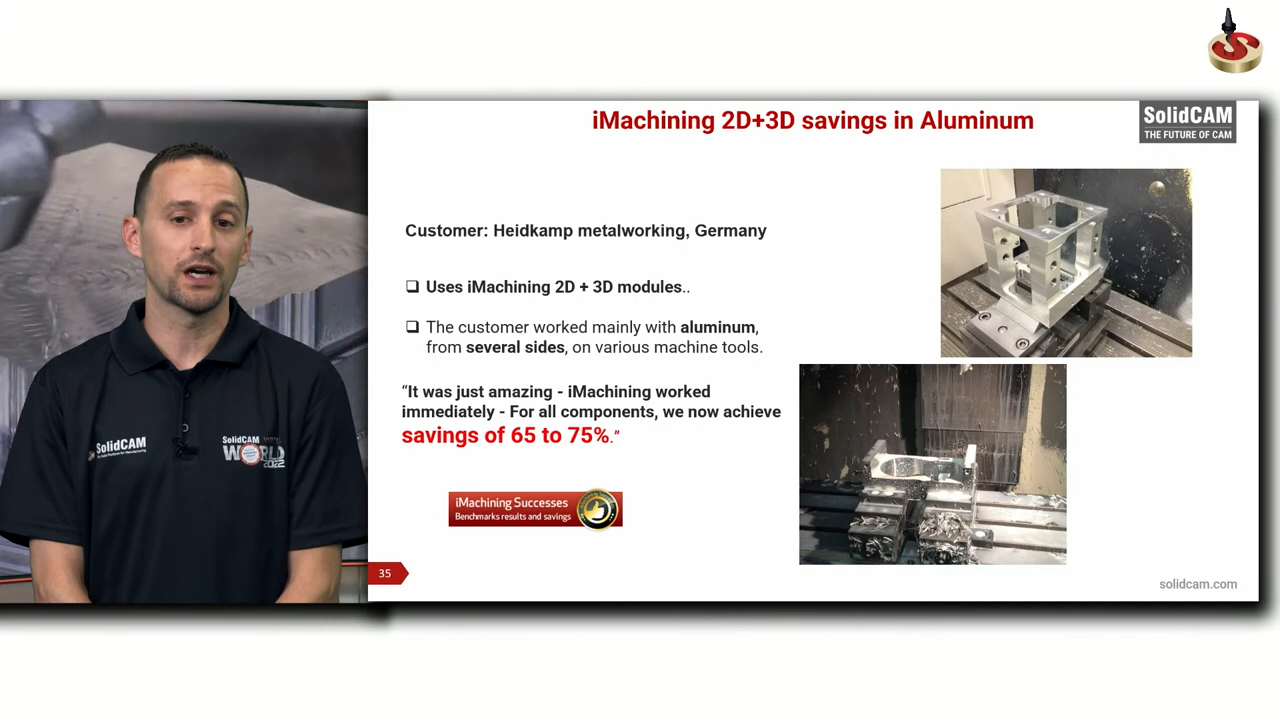 iMachining 2D+3D savings in Aluminum
SolidCAM
THE FUTURE OF CAM
Customer: Heidkamp metalworking, Germany
Uses iMachining 2D + 3D modules..
The customer worked mainly with aluminum,
from several sides, on various machine tools.
“It was just amazing - iMachining worked
immediately - For all components, we now achieve
savings of 65 to 75%.”
iMachining Successes
Benchmarks results and savings
35
solidcam.com
SolidCAM
SolidCAM
WORLD
2022